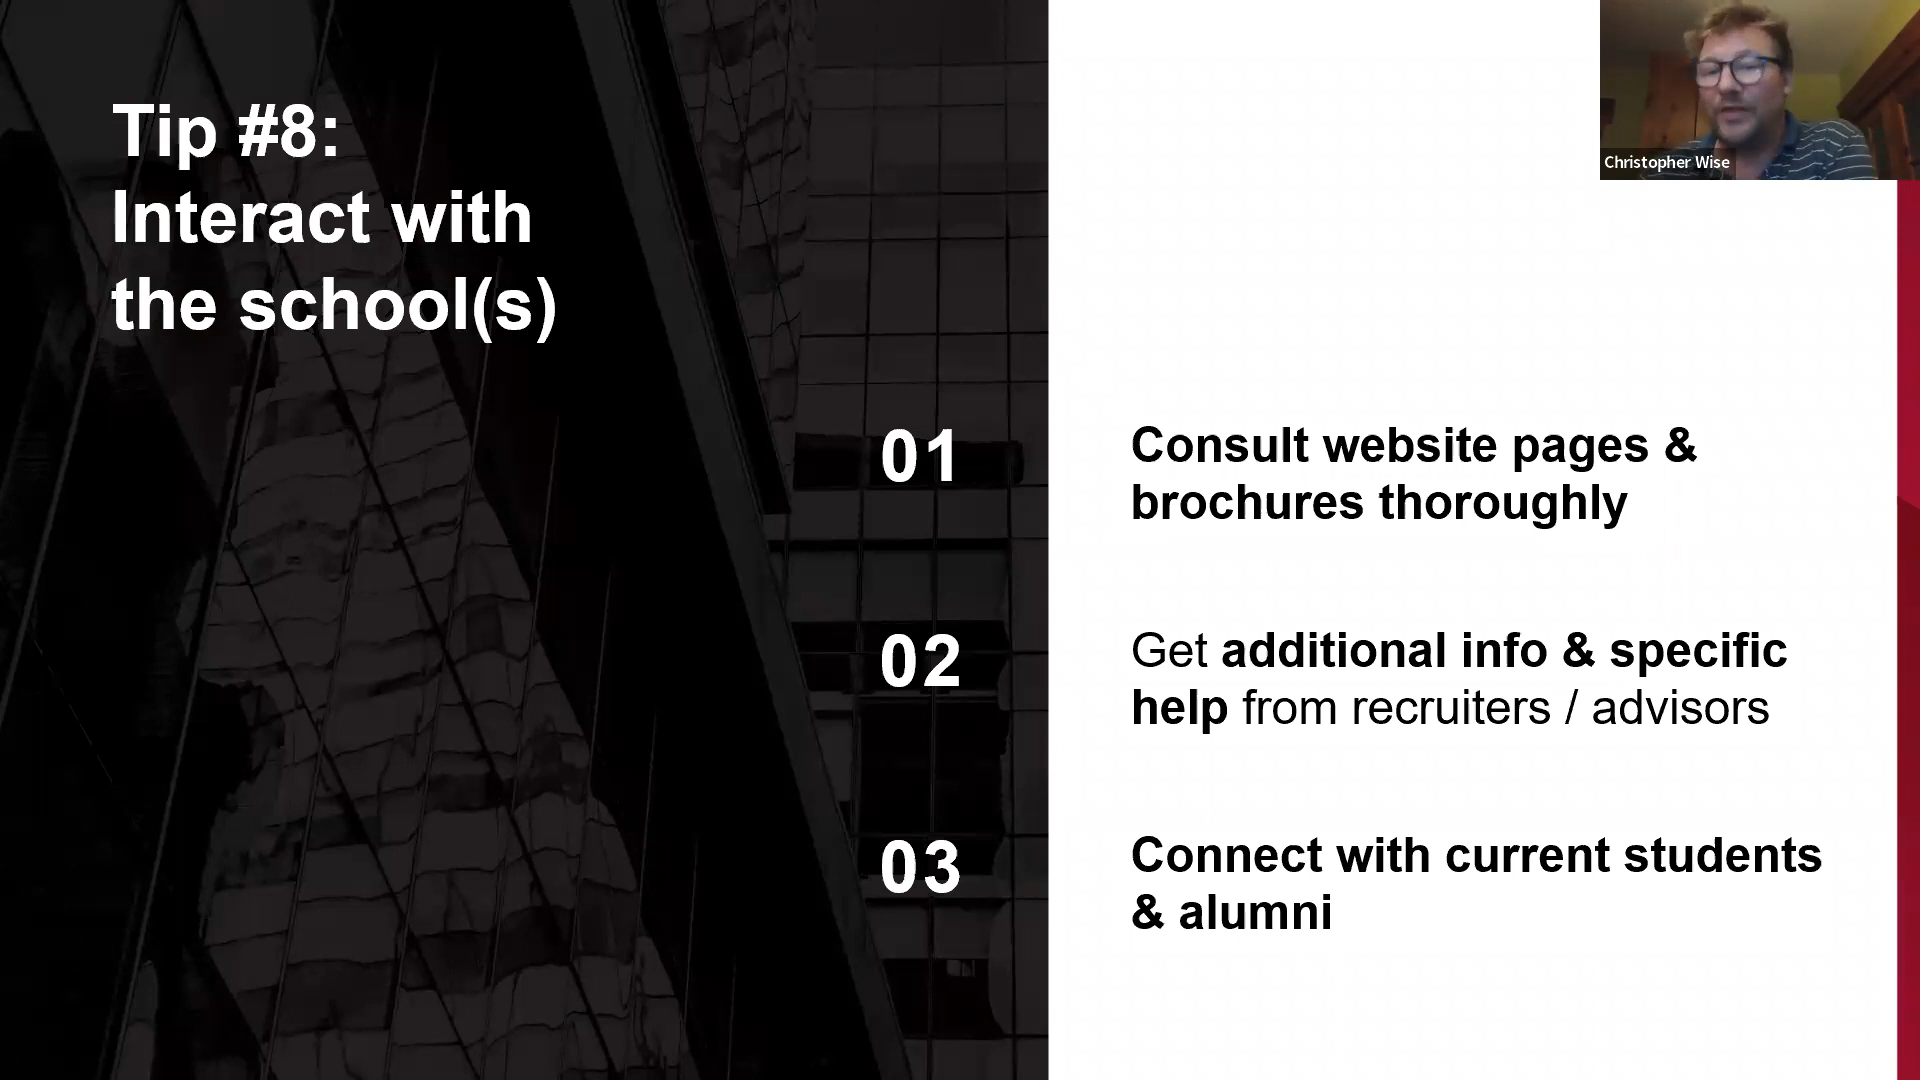 Tip #8:
Interact with
the school(s)
Christopher Wise
01
Consult website pages &
brochures thoroughly
02
Get additional info & specific
help from recruiters / advisors
03
Connect with current students
& alumni